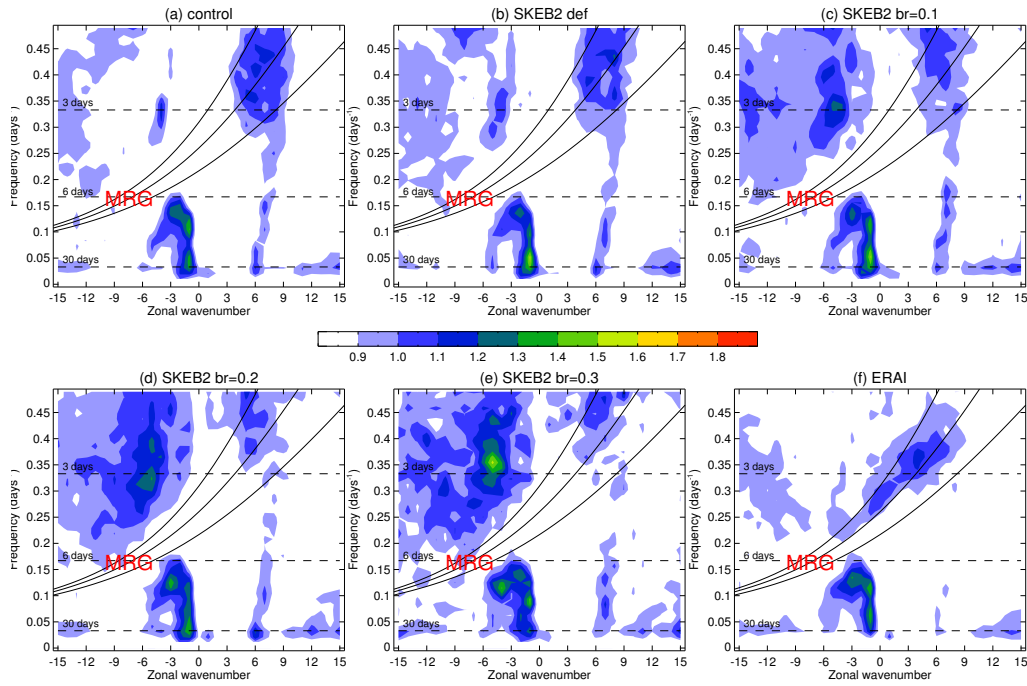 (a) control
(b) SKEB2 def
(c) SKEB2 br=0.1
Frequency (days⁻¹)
0.45
0.4
0.35
0.3
0.25
0.2
0.15
0.1
0.05
0
3 days
6 days
30 days
MRG
-15 -12 -9 -6 -3 0 3 6 9 12 15
Zonal wavenumber
Frequency (days⁻¹)
0.45
0.4
0.35
0.3
0.25
0.2
0.15
0.1
0.05
0
3 days
6 days
30 days
MRG
-15 -12 -9 -6 -3 0 3 6 9 12 15
Zonal wavenumber
Frequency (days⁻¹)
0.45
0.4
0.35
0.3
0.25
0.2
0.15
0.1
0.05
0
3 days
6 days
30 days
MRG
-15 -12 -9 -6 -3 0 3 6 9 12 15
Zonal wavenumber
0.9 1.0 1.1 1.2 1.3 1.4 1.5 1.6 1.7 1.8
(d) SKEB2 br=0.2
(e) SKEB2 br=0.3
(f) ERAI
Frequency (days⁻¹)
0.45
0.4
0.35
0.3
0.25
0.2
0.15
0.1
0.05
0
3 days
6 days
30 days
MRG
-15 -12 -9 -6 -3 0 3 6 9 12 15
Zonal wavenumber
Frequency (days⁻¹)
0.45
0.4
0.35
0.3
0.25
0.2
0.15
0.1
0.05
0
3 days
6 days
30 days
MRG
-15 -12 -9 -6 -3 0 3 6 9 12 15
Zonal wavenumber
Frequency (days⁻¹)
0.45
0.4
0.35
0.3
0.25
0.2
0.15
0.1
0.05
0
3 days
6 days
30 days
MRG
-15 -12 -9 -6 -3 0 3 6 9 12 15
Zonal wavenumber